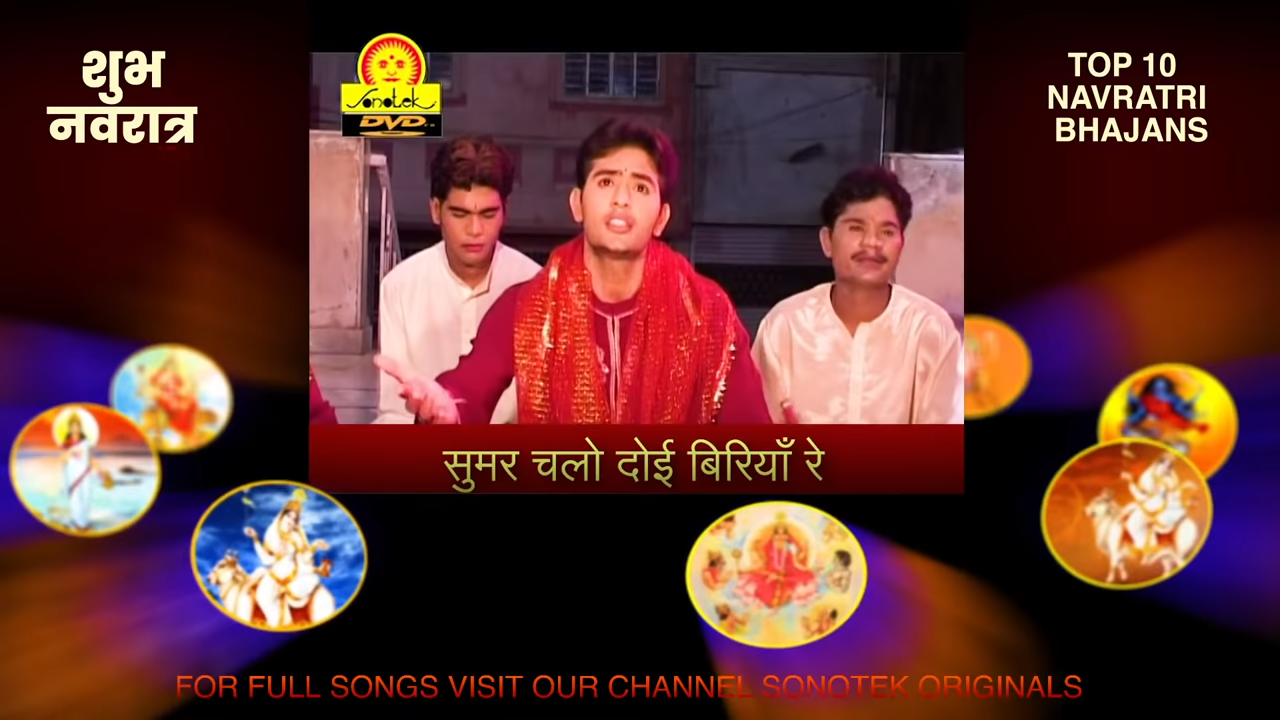 शुभ
नवरात्र
Sonotek
DVD
TOP 10
NAVRATRI
BHAJANS
सुमर चलो दोई बिरियाँ रे
FOR FULL SONGS VISIT OUR CHANNEL SONOTEK ORIGINALS